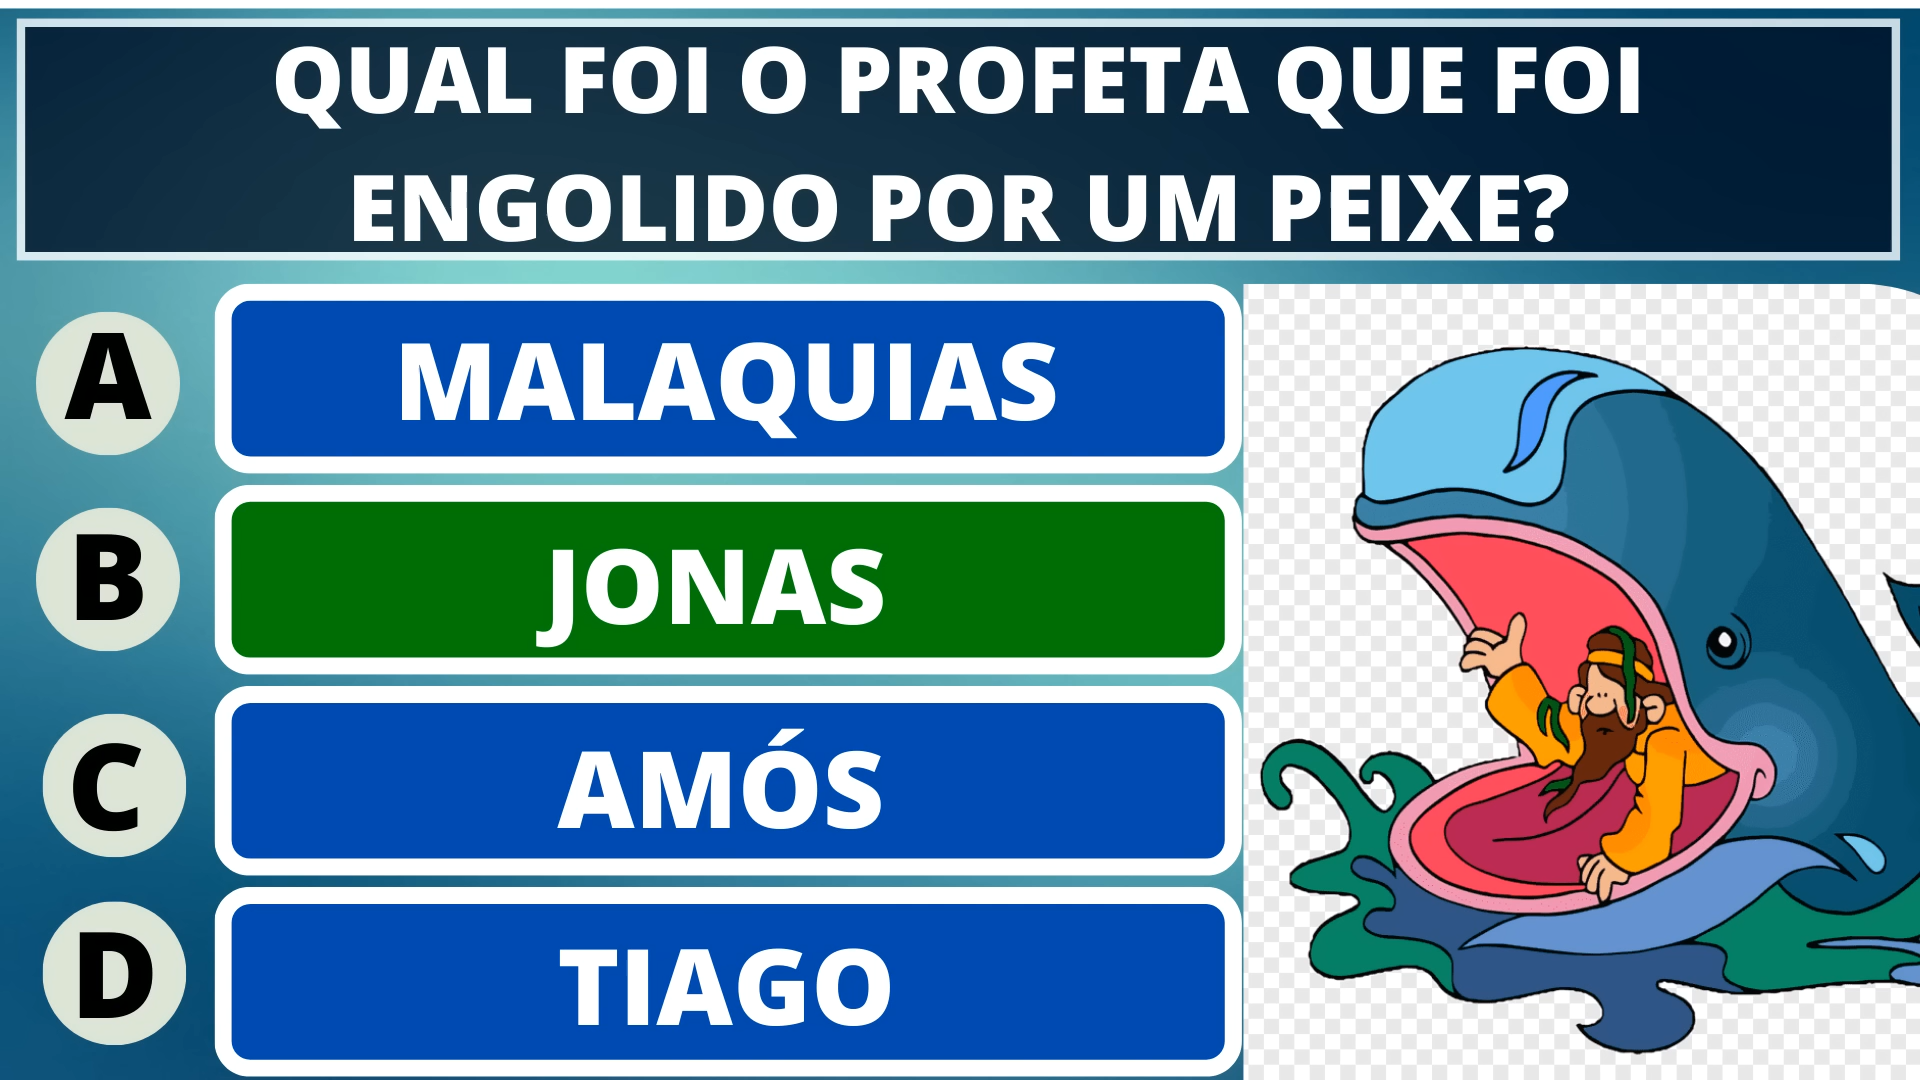 QUAL FOI O PROFETA QUE FOI
ENGOLIDO POR UM PEIXE?
A MALAQUIAS
B JONAS
C AMÓS
D TIAGO